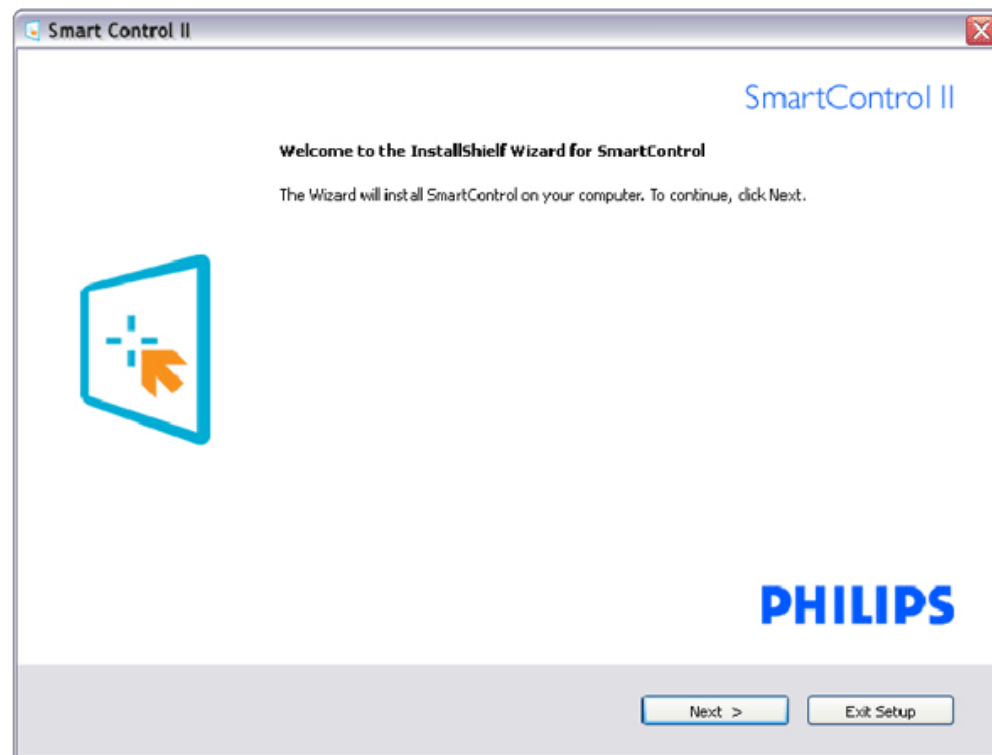 Smart Control II
SmartControl II
Welcome to the InstallShielf Wizard for SmartControl
The Wizard will install SmartControl on your computer. To continue, click Next.
PHILIPS
Next >
Exit Setup